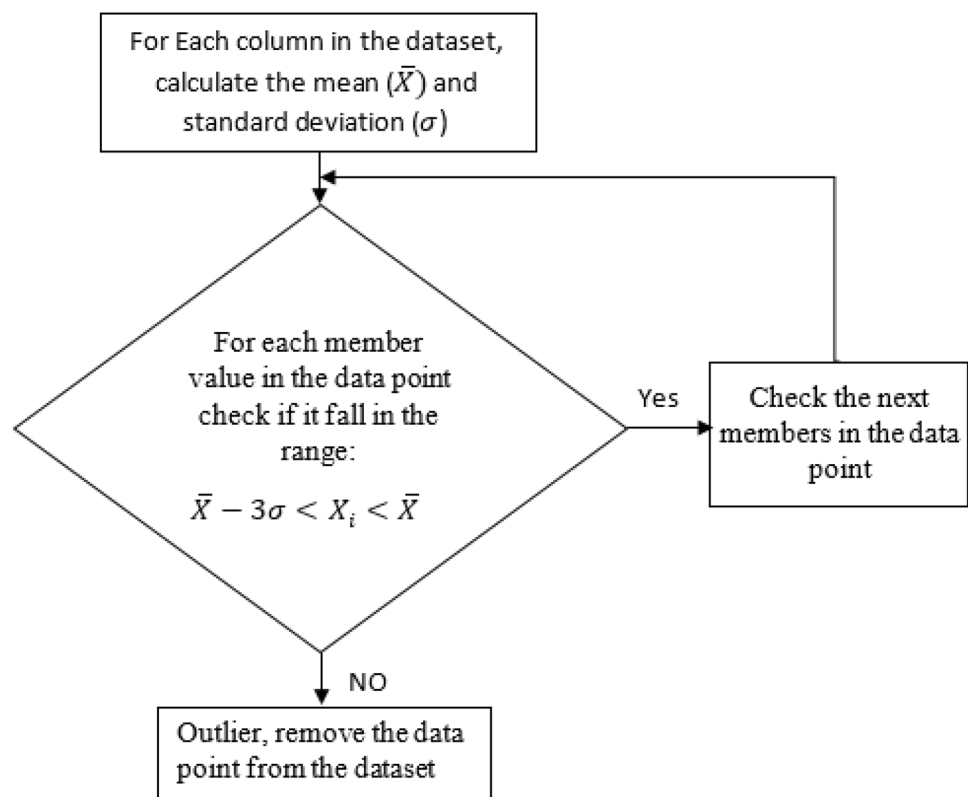 For Each column in the dataset,
calculate the mean (X̄) and
standard deviation (σ)
For each member
value in the data point
check if it fall in the
range:
X̄ − 3σ < Xᵢ < X̄
Yes
Check the next
members in the data
point
NO
Outlier, remove the data
point from the dataset